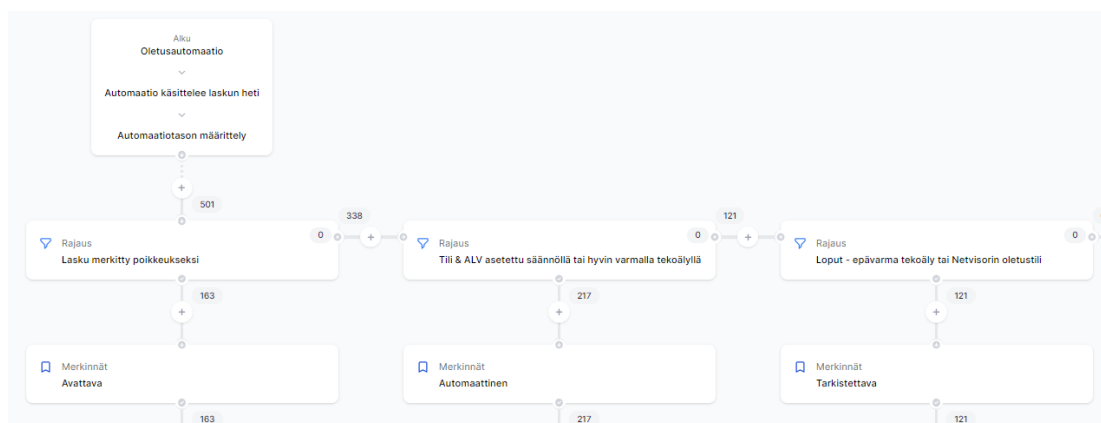 Alku
Oletusautomaatio
Automaatio käsittelee laskun heti
Automaatiotason määrittely
501
338
121
Rajaus
0
Lasku merkitty poikkeukseksi
Rajaus
0
Tili & ALV asetettu säännöllä tai hyvin varmalla tekoälyllä
Rajaus
0
Loput - epävarma tekoäly tai Netvisorin oletustili
163
217
121
Merkinnät
Avattava
Merkinnät
Automaattinen
Merkinnät
Tarkistettava
163
217
121